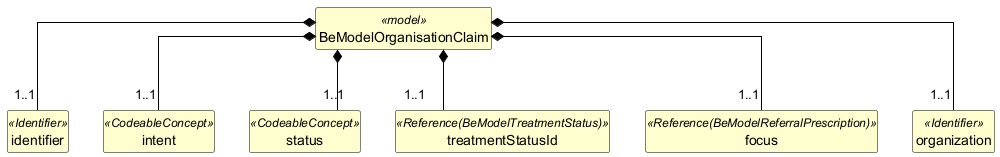 «model»
BeModelOrganisationClaim
1..1 1..1 1..1 1..1 1..1 1..1
«Identifier» «CodeableConcept» «CodeableConcept» «Reference(BeModelTreatmentStatus)» «Reference(BeModelReferralPrescription)» «Identifier»
identifier intent status treatmentStatusId focus organization